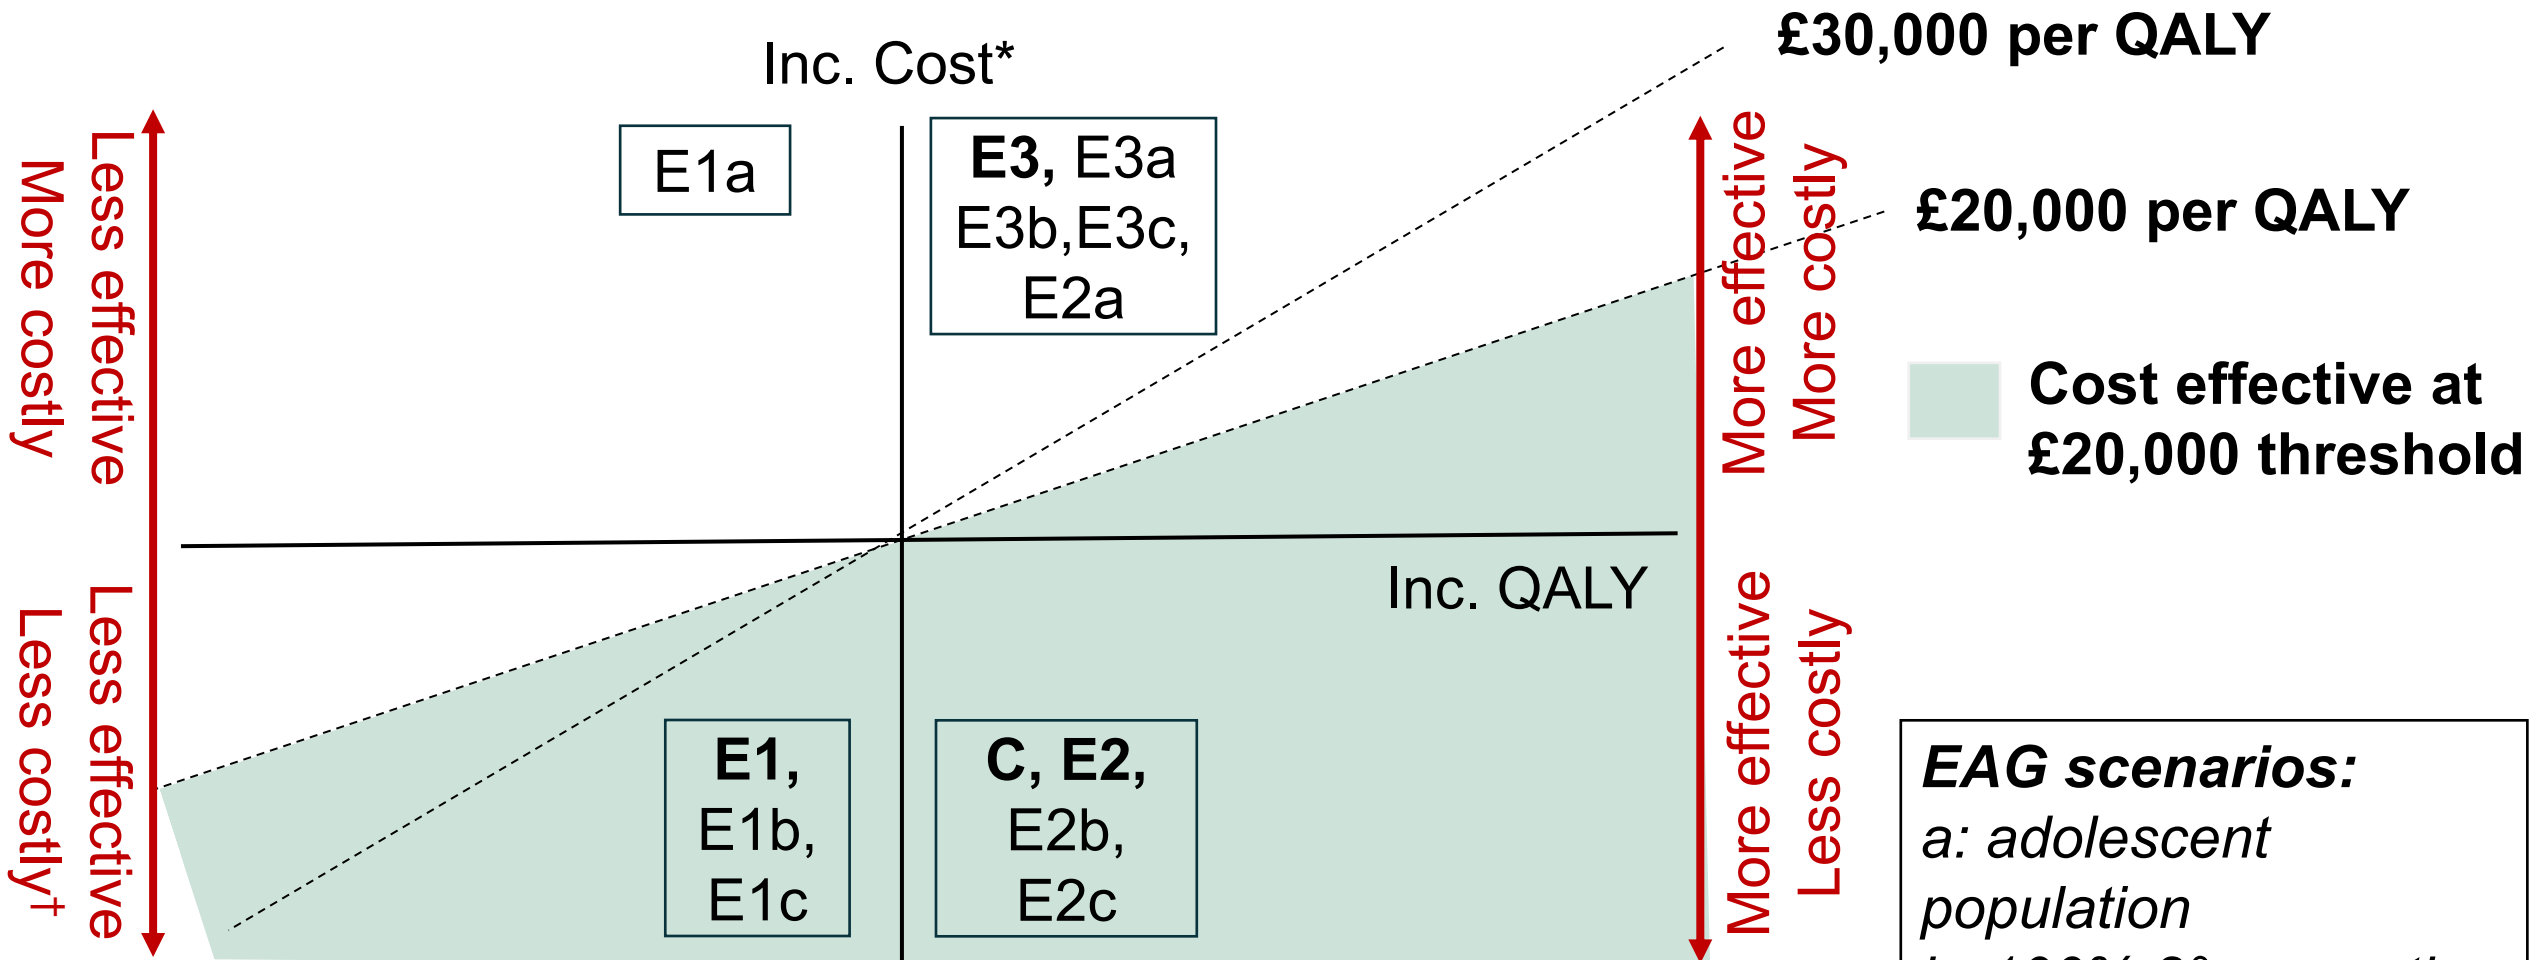 £30,000 per QALY
Inc. Cost*
Less effective
More costly
E1a
E3, E3a
E3b,E3c,
E2a
More effective
More costly
£20,000 per QALY
Cost effective at
£20,000 threshold
Inc. QALY
Less effective
Less costly†
E1,
E1b,
E1c
C, E2,
E2b,
E2c
More effective
Less costly
EAG scenarios:
a: adolescent
population